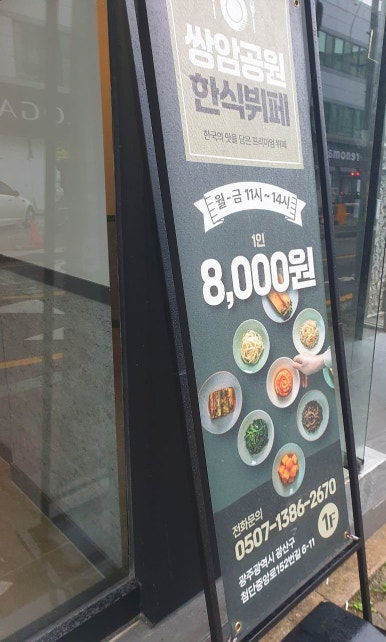 쌍암공원
한식뷔페
한국의 맛을 담은 프리미엄 뷔페
월-금 11시~14시
1인
8,000원
전화문의
0507-1386-2670
광주광역시 광산구
첨단중앙로152번길 6-11
1F
renoma